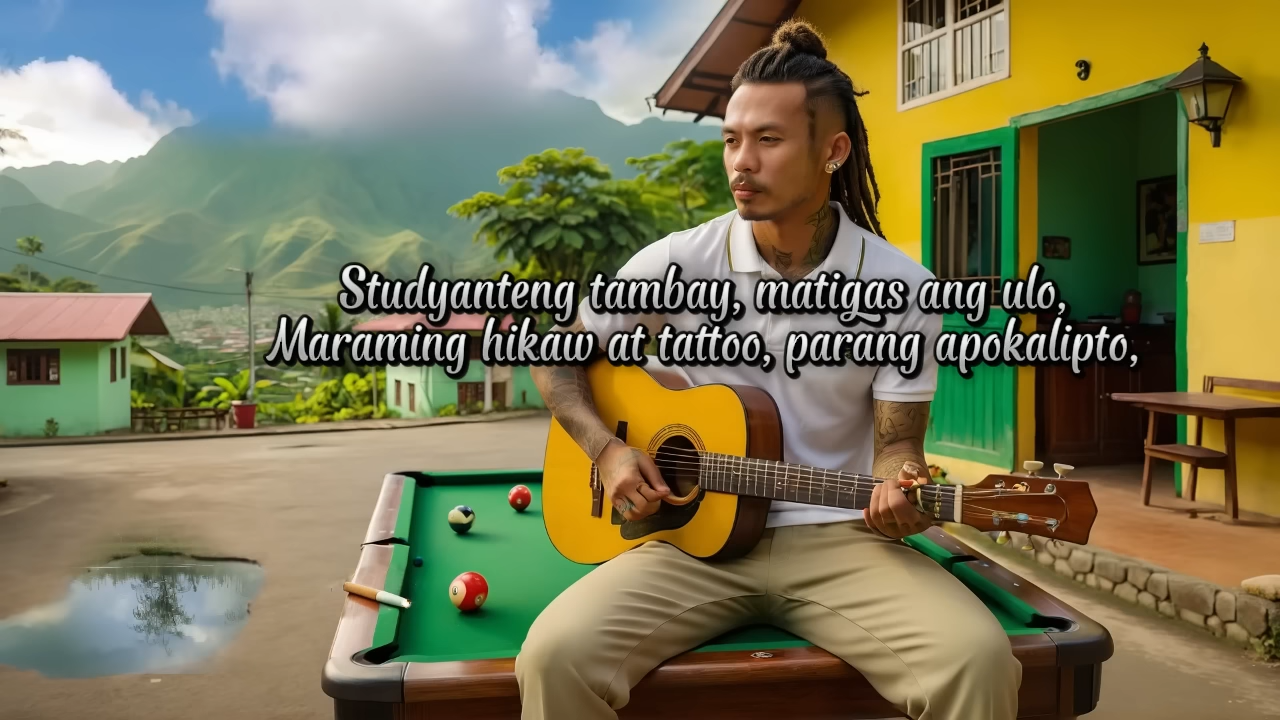 Studyanteng tambay, matigas ang ulo,
Maraming hikaw at tattoo, parang apokalipto,